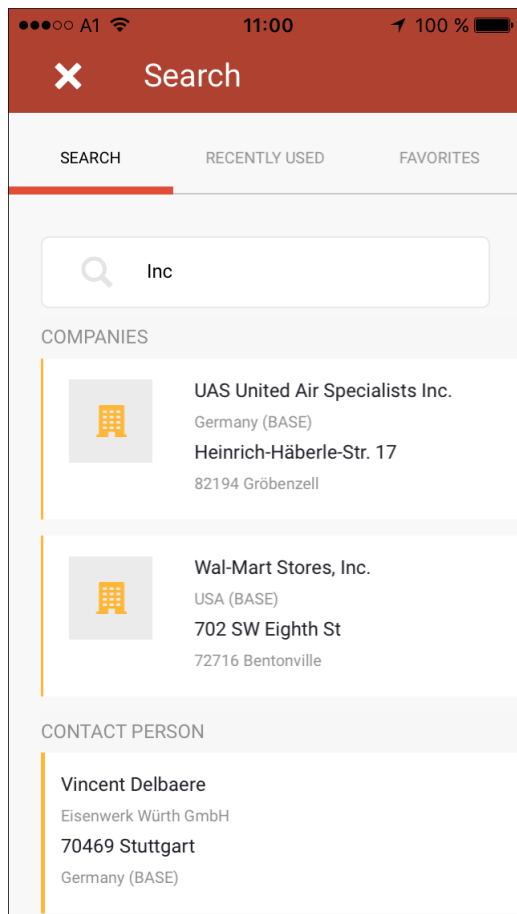 A1 11:00 100 %
Search
SEARCH RECENTLY USED FAVORITES
Inc
COMPANIES
UAS United Air Specialists Inc.
Germany (BASE)
Heinrich-Häberle-Str. 17
82194 Gröbenzell
Wal-Mart Stores, Inc.
USA (BASE)
702 SW Eighth St
72716 Bentonville
CONTACT PERSON
Vincent Delbaere
Eisenwerk Würth GmbH
70469 Stuttgart
Germany (BASE)